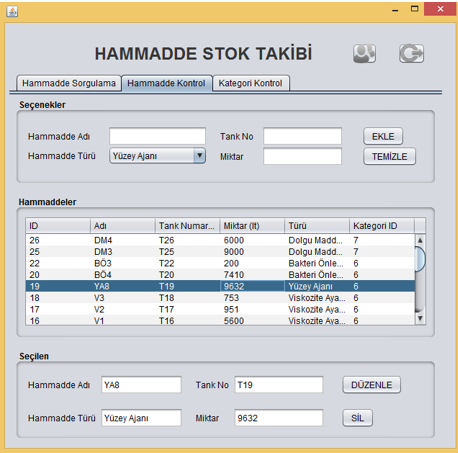 HAMMADDE STOK TAKİBİ
Hammadde Sorgulama Hammadde Kontrol Kategori Kontrol
Seçenekler
Hammadde Adı Tank No EKLE
Hammadde Türü Yüzey Ajanı Miktar TEMİZLE
Hammaddeler
ID Adı Tank Numar... Miktar (lt) Türü Kategori ID
26 DM4 T26 6000 Dolgu Madd... 7
25 DM3 T25 9000 Dolgu Madd... 7
22 BÖ3 T22 200 Bakteri Önle... 6
20 BÖ4 T20 7410 Bakteri Önle... 6
19 YA8 T19 9632 Yüzey Ajanı 6
18 V3 T18 753 Viskozite Aya... 6
17 V2 T17 951 Viskozite Aya... 6
16 V1 T16 5600 Viskozite Aya... 6
Seçilen
Hammadde Adı YA8 Tank No T19 DÜZENLE
Hammadde Türü Yüzey Ajanı Miktar 9632 SİL